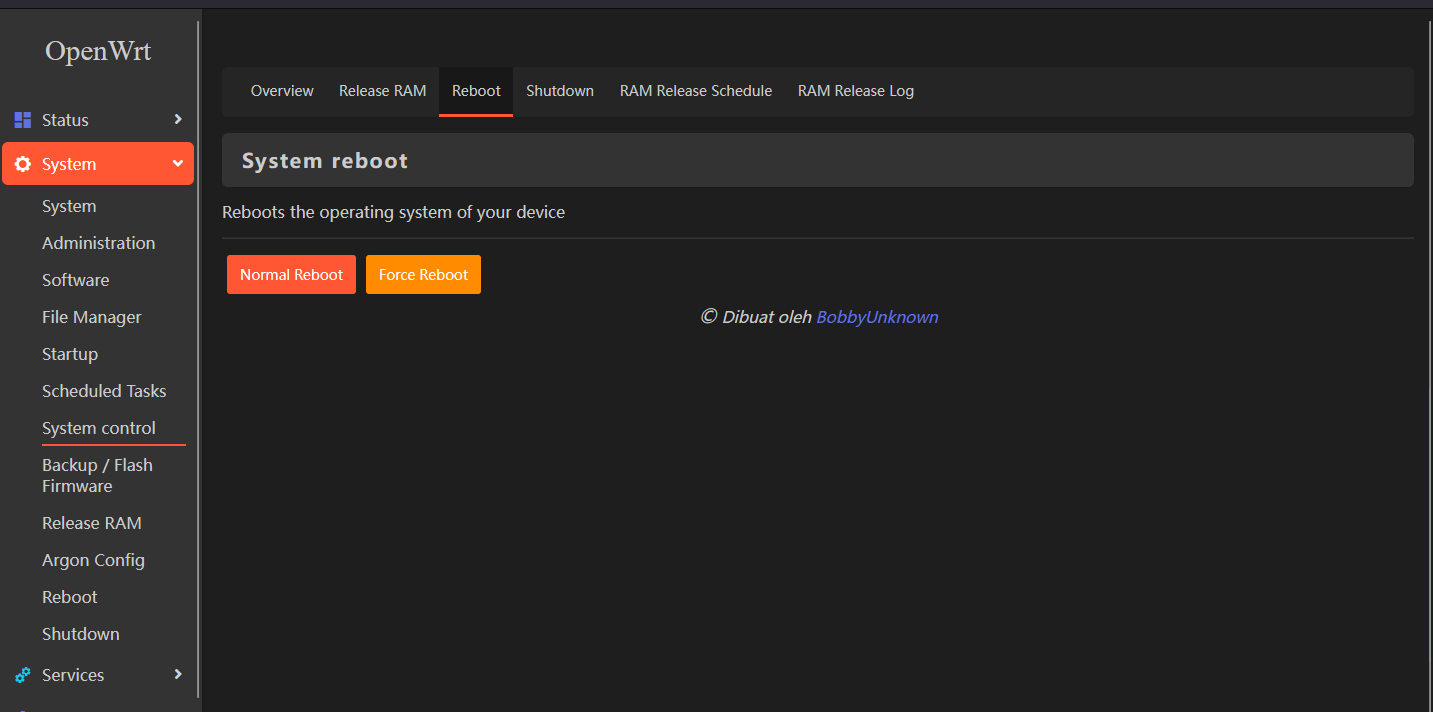 OpenWrt
Status
System
System
Administration
Software
File Manager
Startup
Scheduled Tasks
System control
Backup / Flash
Firmware
Release RAM
Argon Config
Reboot
Shutdown
Services
Overview Release RAM Reboot Shutdown RAM Release Schedule RAM Release Log
System reboot
Reboots the operating system of your device
Normal Reboot Force Reboot
© Dibuat oleh BobbyUnknown